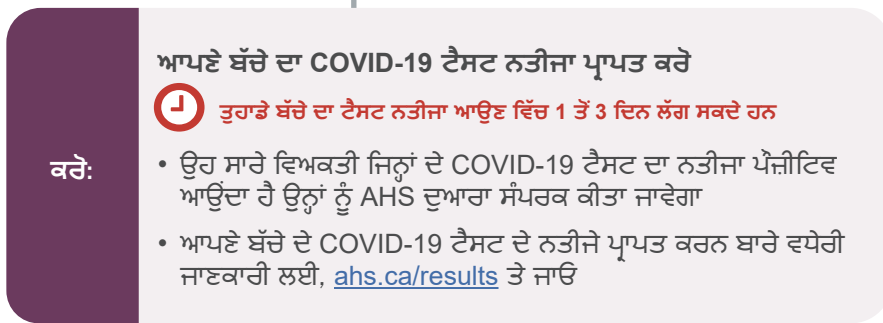 ਆਪਣੇ ਬੱਚੇ ਦਾ COVID-19 ਟੈਸਟ ਨਤੀਜਾ ਪ੍ਰਾਪਤ ਕਰੋ
ਤੁਹਾਡੇ ਬੱਚੇ ਦਾ ਟੈਸਟ ਨਤੀਜਾ ਆਉਣ ਵਿੱਚ 1 ਤੋਂ 3 ਦਿਨ ਲੱਗ ਸਕਦੇ ਹਨ
ਕਰੋ:
• ਉਹ ਸਾਰੇ ਵਿਅਕਤੀ ਜਿਨ੍ਹਾਂ ਦੇ COVID-19 ਟੈਸਟ ਦਾ ਨਤੀਜਾ ਪੌਜ਼ੀਟਿਵ
ਆਉਂਦਾ ਹੈ ਉਨ੍ਹਾਂ ਨੂੰ AHS ਦੁਆਰਾ ਸੰਪਰਕ ਕੀਤਾ ਜਾਵੇਗਾ
• ਆਪਣੇ ਬੱਚੇ ਦੇ COVID-19 ਟੈਸਟ ਦੇ ਨਤੀਜੇ ਪ੍ਰਾਪਤ ਕਰਨ ਬਾਰੇ ਵਧੇਰੀ
ਜਾਣਕਾਰੀ ਲਈ, ahs.ca/results ਤੇ ਜਾਓ